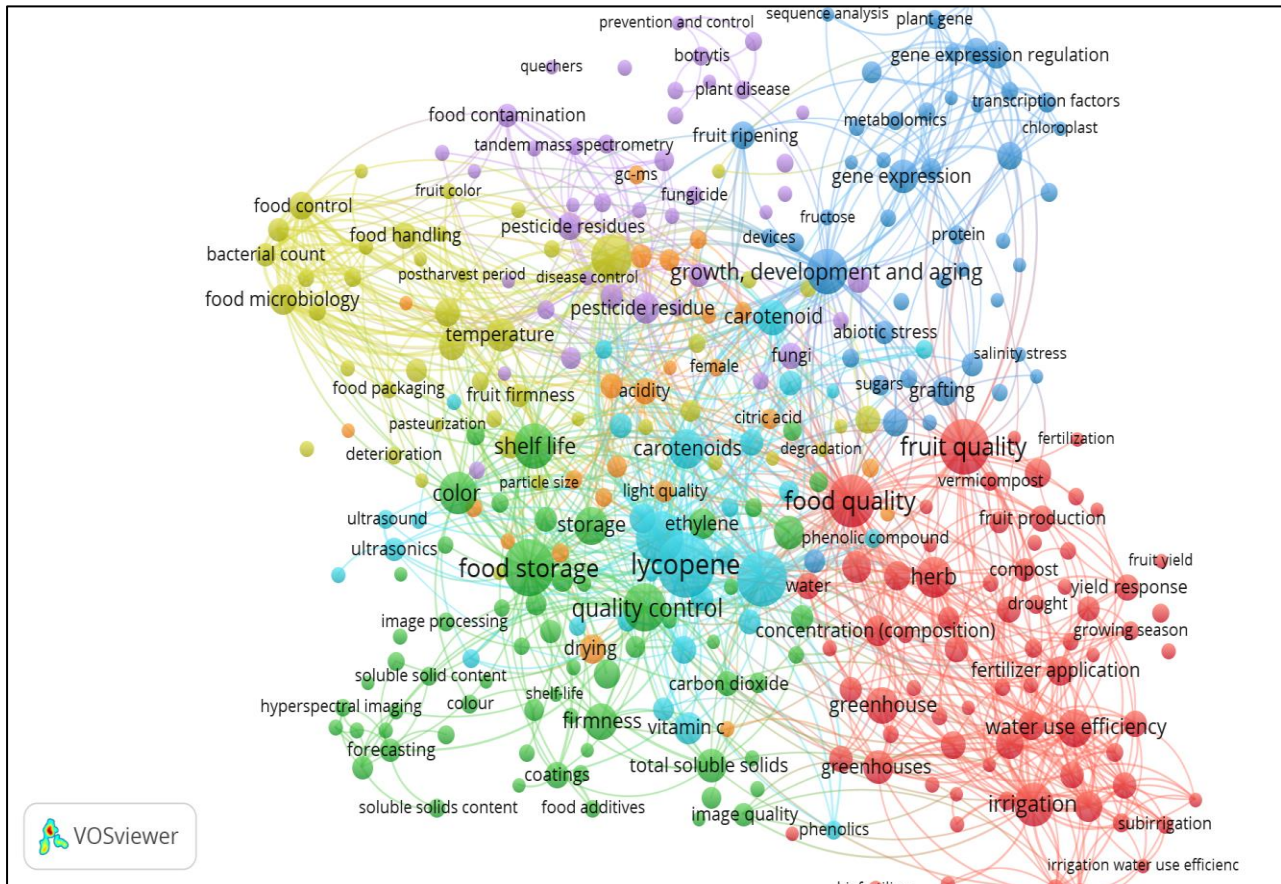 sequence analysis
plant gene
prevention and control
botrytis
gene expression regulation
quechers
plant disease
transcription factors
food contamination
metabolomics
chloroplast
fruit ripening
tandem mass spectrometry
gc-ms
gene expression
fruit color
fungicide
food control
fructose
pesticide residues
food handling
devices
protein
bacterial count
postharvest period
disease control
growth, development and aging
food microbiology
pesticide residue
carotenoid
temperature
abiotic stress
fungi
salinity stress
female
food packaging
fruit firmness
acidity
sugars
grafting
pasteurization
citric acid
shelf life
carotenoids
degradation
fruit quality
fertilization
deterioration
particle size
vermicompost
color
light quality
food quality
ultrasound
storage
ethylene
fruit production
ultrasonics
phenolic compound
food storage
lycopene
water
herb
compost
fruit yield
drought
yield response
quality control
image processing
concentration (composition)
growing season
drying
soluble solid content
carbon dioxide
fertilizer application
hyperspectral imaging
colour
shelf-life
greenhouse
firmness
vitamin c
water use efficiency
forecasting
coatings
total soluble solids
greenhouses
soluble solids content
food additives
image quality
irrigation
phenolics
subirrigation
irrigation water use efficienc
VOSviewer